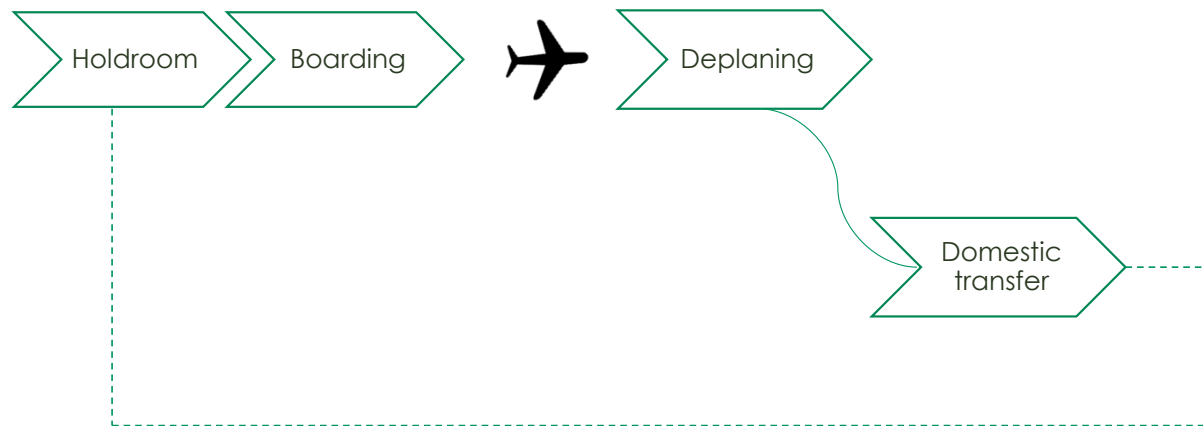 Holdroom
Boarding
Deplaning
Domestic
transfer